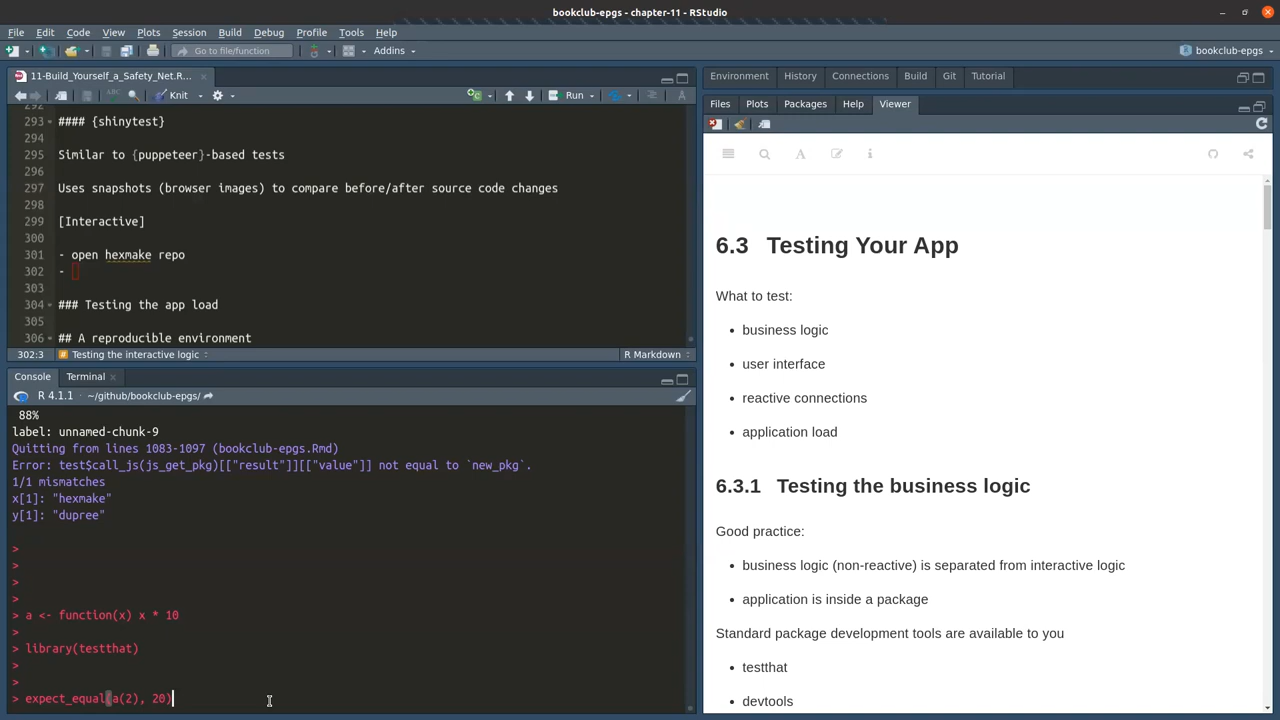 bookclub-epgs - chapter-11 - RStudio
File Edit Code View Plots Session Build Debug Profile Tools Help
Go to file/function
Addins
bookclub-epgs
11-Build_Yourself_a_Safety_Net.R...
Knit
Run
292
293 #### {shinytest}
294
295 Similar to {puppeteer}-based tests
296
297 Uses snapshots (browser images) to compare before/after source code changes
298
299 [Interactive]
300
301 - open hexmake repo
302 -
303
304 ### Testing the app load
305
306 ## A reproducible environment
302:3 Testing the interactive logic R Markdown
Console Terminal
R 4.1.1 · ~/github/bookclub-epgs/
88%
label: unnamed-chunk-9
Quitting from lines 1083-1097 (bookclub-epgs.Rmd)
Error: test$call_js(js_get_pkg)[["result"]][["value"]] not equal to `new_pkg`.
1/1 mismatches
x[1]: "hexmake"
y[1]: "dupree"
>
>
>
>
> a <- function(x) x * 10
>
> library(testthat)
>
>
> expect_equal(a(2), 20)
Environment History Connections Build Git Tutorial
Files Plots Packages Help Viewer
6.3 Testing Your App
What to test:
• business logic
• user interface
• reactive connections
• application load
6.3.1 Testing the business logic
Good practice:
• business logic (non-reactive) is separated from interactive logic
• application is inside a package
Standard package development tools are available to you
• testthat
• devtools